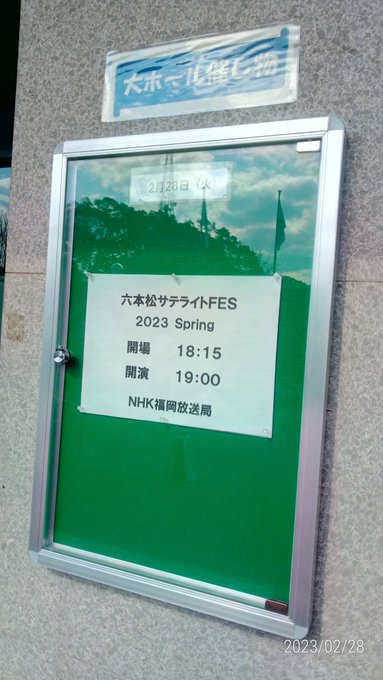 大ホール催し物
2月28日（火）
六本松サテライトFES
2023 Spring
開場 18:15
開演 19:00
NHK福岡放送局
2023/02/28